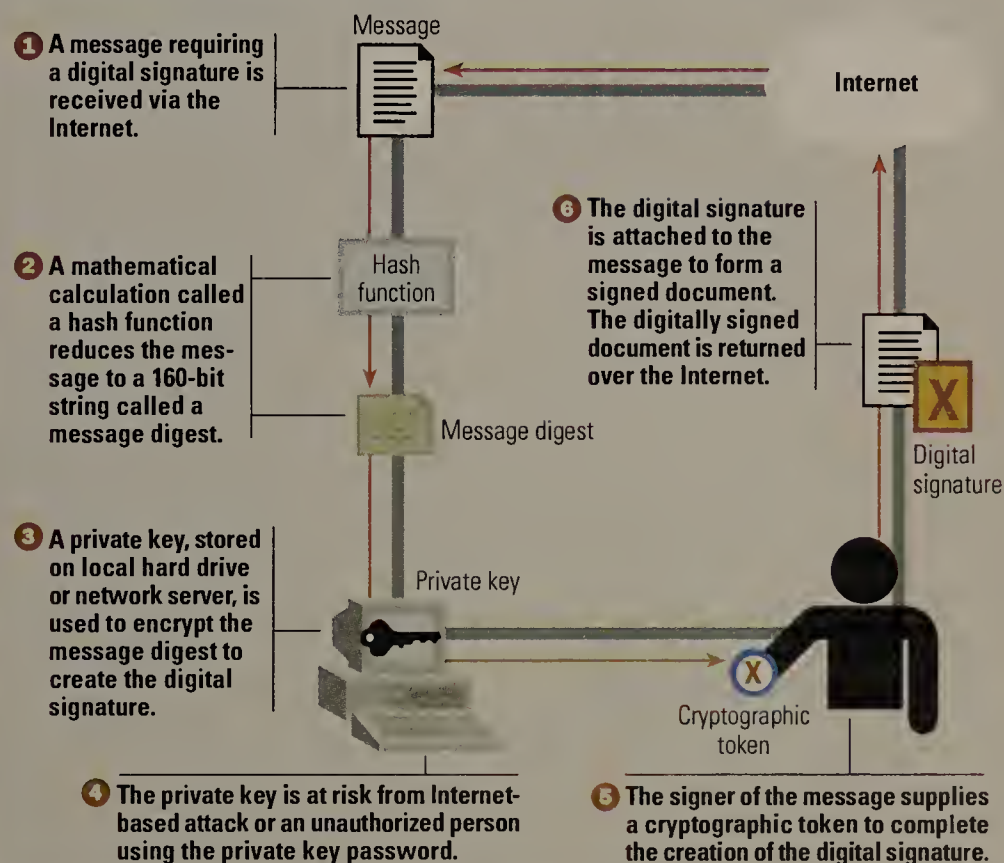 Message
1 A message requiring
a digital signature is
received via the
Internet.
Internet
2 A mathematical
calculation called
a hash function
reduces the mes-
sage to a 160-bit
string called a
message digest.
Hash
function
Message digest
6 The digital signature
is attached to the
message to form a
signed document.
The digitally signed
document is returned
over the Internet.
X
Digital
signature
3 A private key, stored
on local hard drive
or network server, is
used to encrypt the
message digest to
create the digital
signature.
Private key
X
Cryptographic
token
4 The private key is at risk from Internet-
based attack or an unauthorized person
using the private key password.
5 The signer of the message supplies
a cryptographic token to complete
the creation of the digital signature.